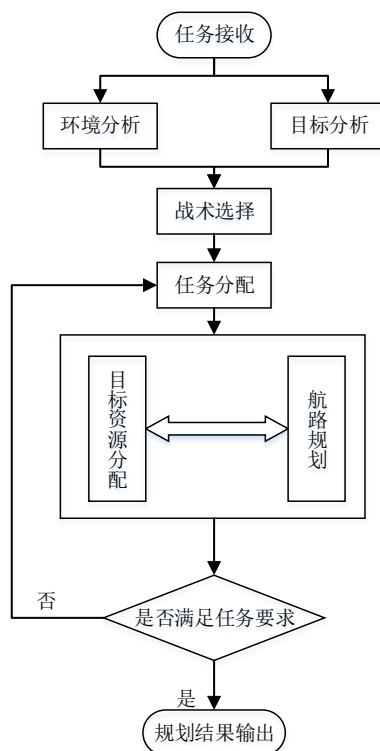 任务接收
环境分析
目标分析
战术选择
任务分配
目标资源分配
航路规划
是否满足任务要求
否
是
规划结果输出